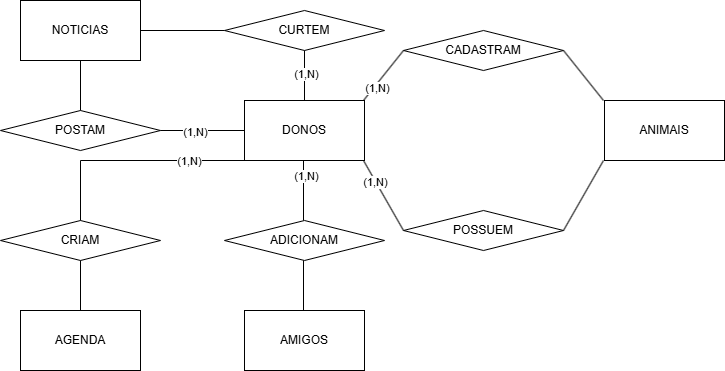 NOTICIAS
CURTEM
CADASTRAM
(1,N)
(1,N)
POSTAM
(1,N)
DONOS
ANIMAIS
(1,N)
(1,N)
(1,N)
CRIAM
ADICIONAM
POSSUEM
AGENDA
AMIGOS